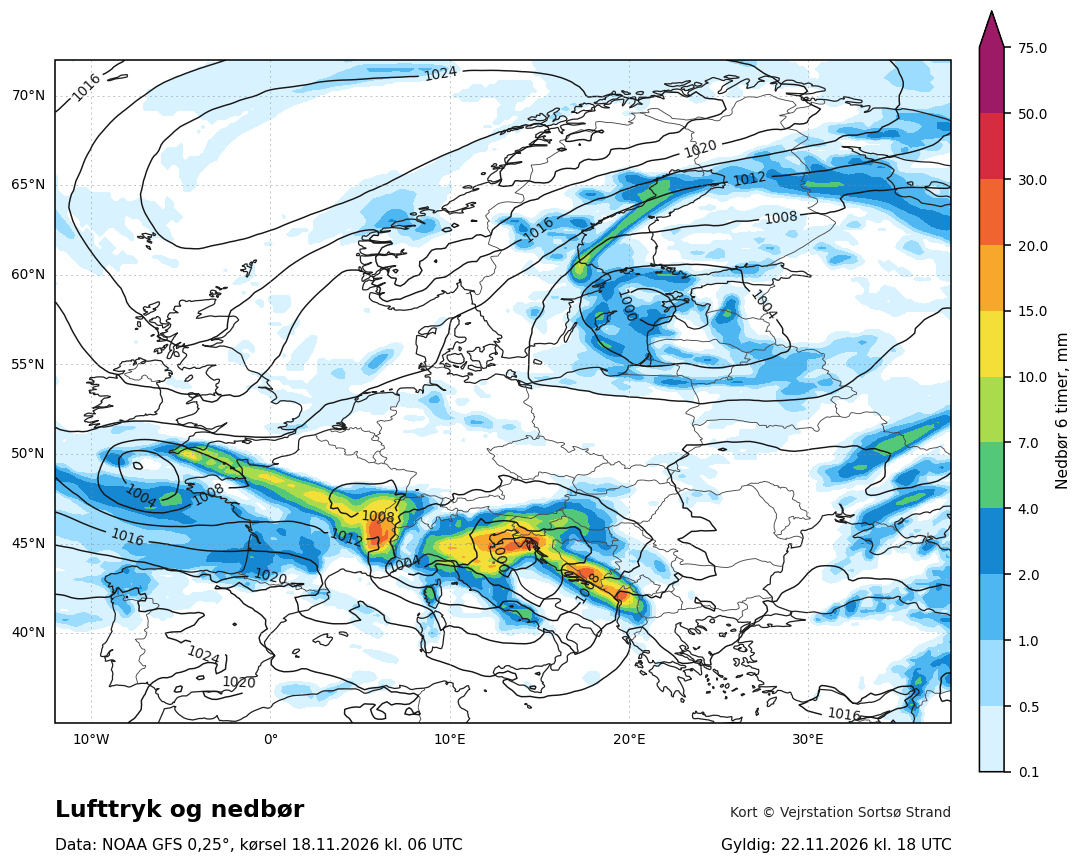 75.0
50.0
30.0
20.0
15.0
10.0
7.0
4.0
2.0
1.0
0.5
0.1
Nedbør 6 timer, mm
70°N
65°N
60°N
55°N
50°N
45°N
40°N
10°W
0°
10°E
20°E
30°E
1016
1024
1020
1012
1016
1008
1000
1004
1004
1008
1008
1016
1012
1004
1020
1008
1024
1020
1016
Lufttryk og nedbør
Kort © Vejrstation Sortsø Strand
Data: NOAA GFS 0,25°, kørsel 18.11.2026 kl. 06 UTC
Gyldig: 22.11.2026 kl. 18 UTC